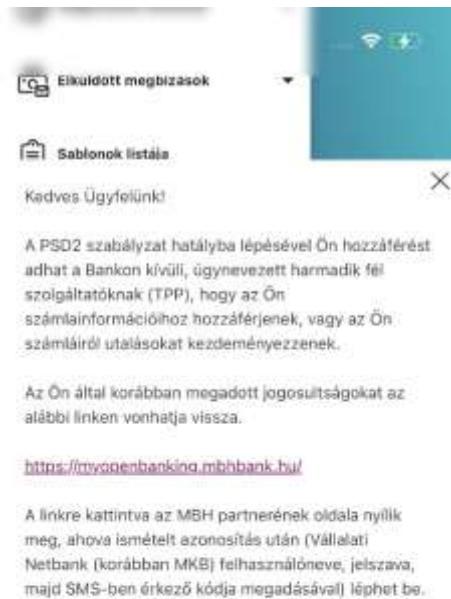 Elküldött megbízások
Sablonok listája
Kedves Ügyfelünk!
A PSD2 szabályzat hatályba lépésével Ön hozzáférést
adhat a Bankon kívüli, úgynevezett harmadik fél
szolgáltatóknak (TPP), hogy az Ön
számlainformációihoz hozzáférjenek, vagy az Ön
számláiról utalásokat kezdeményezzenek.
Az Ön által korábban megadott jogosultságokat az
alábbi linken vonhatja vissza.
https://myopenbanking.mbhbank.hu/
A linkre kattintva az MBH partnerének oldala nyílik
meg, ahova ismételt azonosítás után (Vállalati
Netbank (korábban MKB) felhasználóneve, jelszava,
majd SMS-ben érkező kódja megadásával) léphet be.